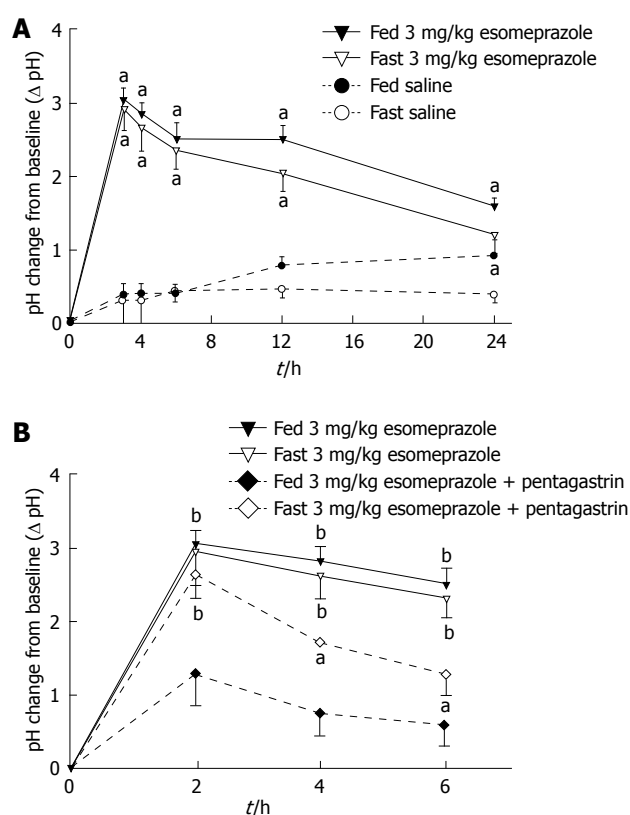 A
Fed 3 mg/kg esomeprazole
Fast 3 mg/kg esomeprazole
Fed saline
Fast saline
pH change from baseline (Δ pH)
4
3
2
1
0
a a a a a
a a a a a
0 4 8 12 16 20 24
t/h
B
Fed 3 mg/kg esomeprazole
Fast 3 mg/kg esomeprazole
Fed 3 mg/kg esomeprazole + pentagastrin
Fast 3 mg/kg esomeprazole + pentagastrin
pH change from baseline (Δ pH)
4
3
2
1
0
b b b
b b b
a a
0 2 4 6
t/h